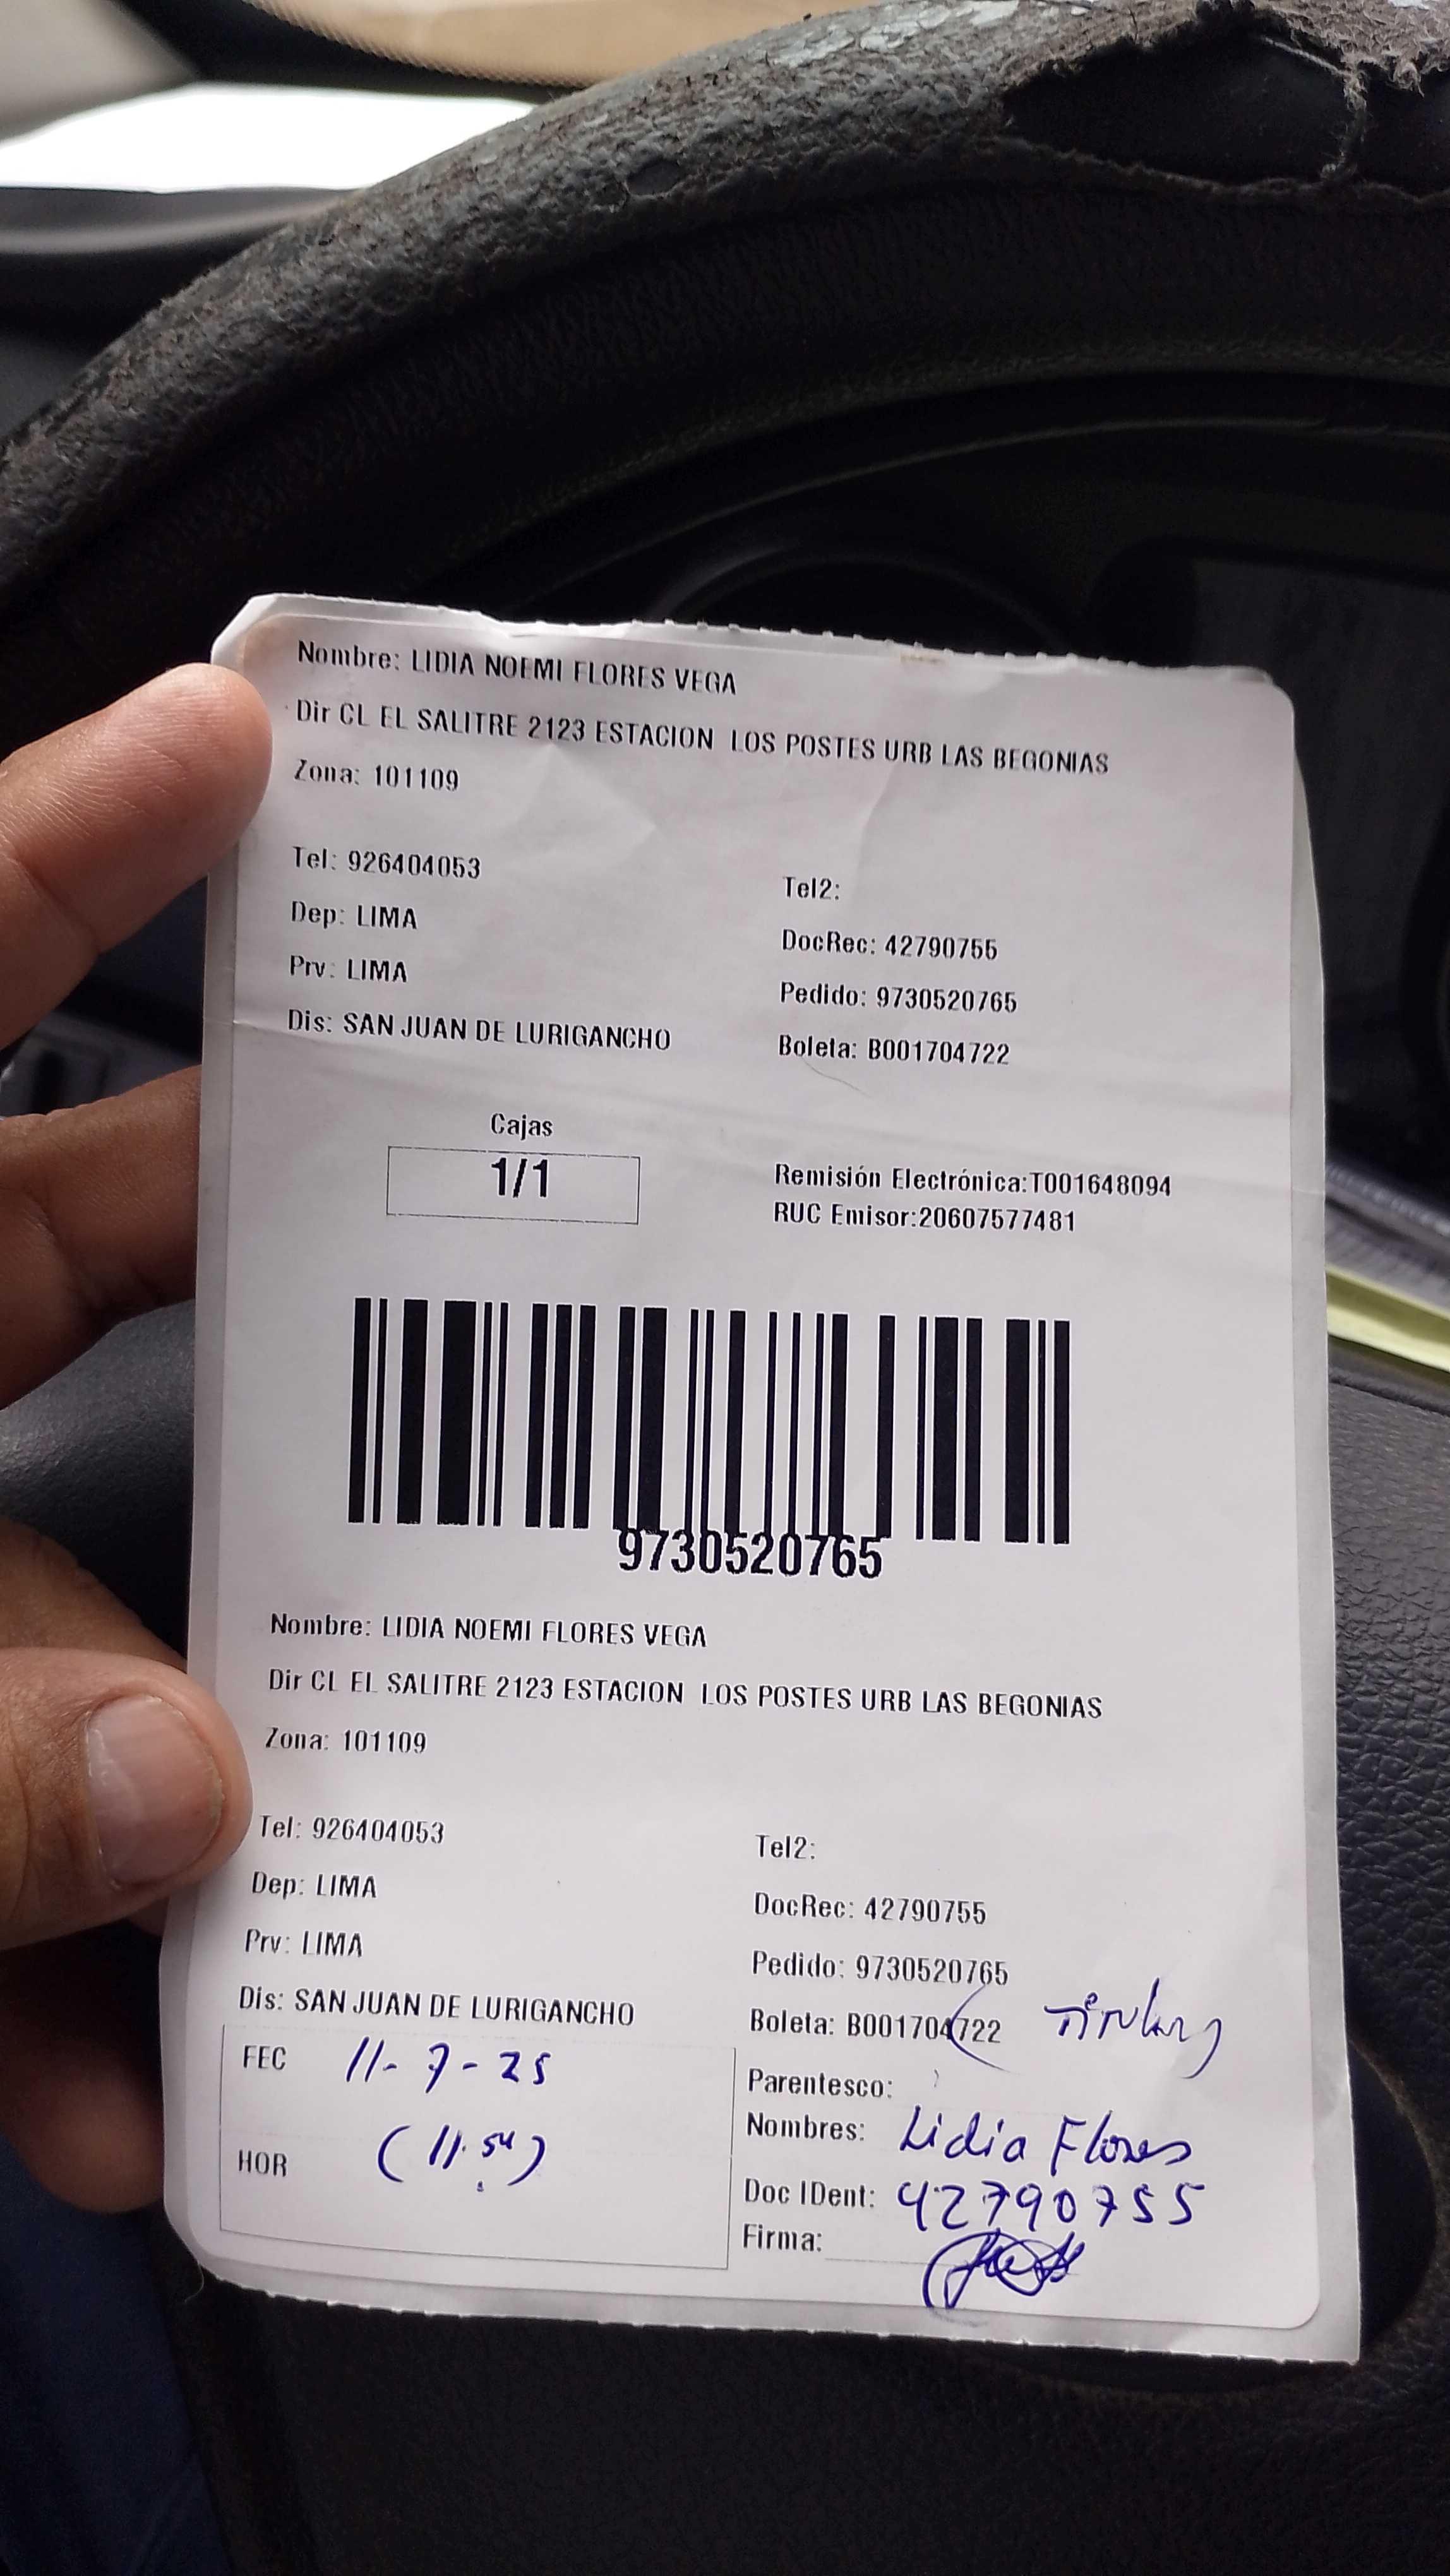 Nombre: LIDIA NOEMI FLORES VEGA
Dir CL EL SALITRE 2123 ESTACION LOS POSTES URB LAS BEGONIAS
Zona: 101109
Tel: 926404053
Tel2:
Dep: LIMA
DocRec: 42790755
Prv: LIMA
Pedido: 9730520765
Dis: SAN JUAN DE LURIGANCHO
Boleta: B001704722
Cajas
1/1
Remisión Electrónica:T001648094
RUC Emisor:20607577481
9730520765
Nombre: LIDIA NOEMI FLORES VEGA
Dir CL EL SALITRE 2123 ESTACION LOS POSTES URB LAS BEGONIAS
Zona: 101109
Tel: 926404053
Tel2:
Dep: LIMA
DocRec: 42790755
Prv: LIMA
Pedido: 9730520765
Dis: SAN JUAN DE LURIGANCHO
Boleta: B001704722
FEC 11-7-25
Parentesco:
Nombres: Lidia Flores
HOR (11.54)
Doc IDent: 42790755
Firma: